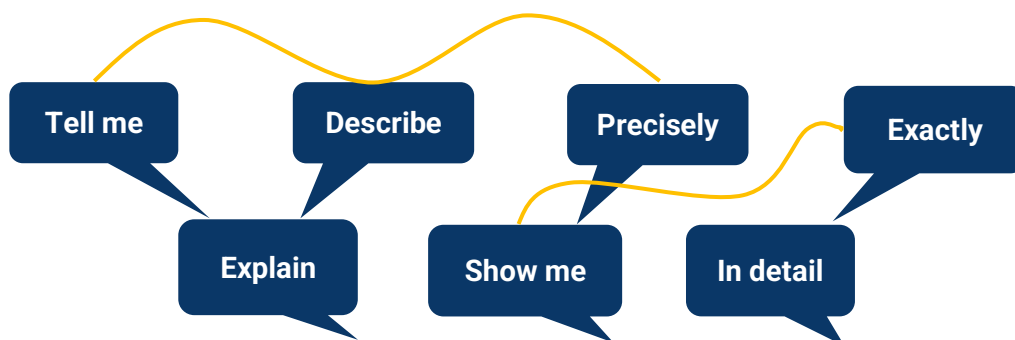 Tell me
Describe
Precisely
Exactly
Explain
Show me
In detail